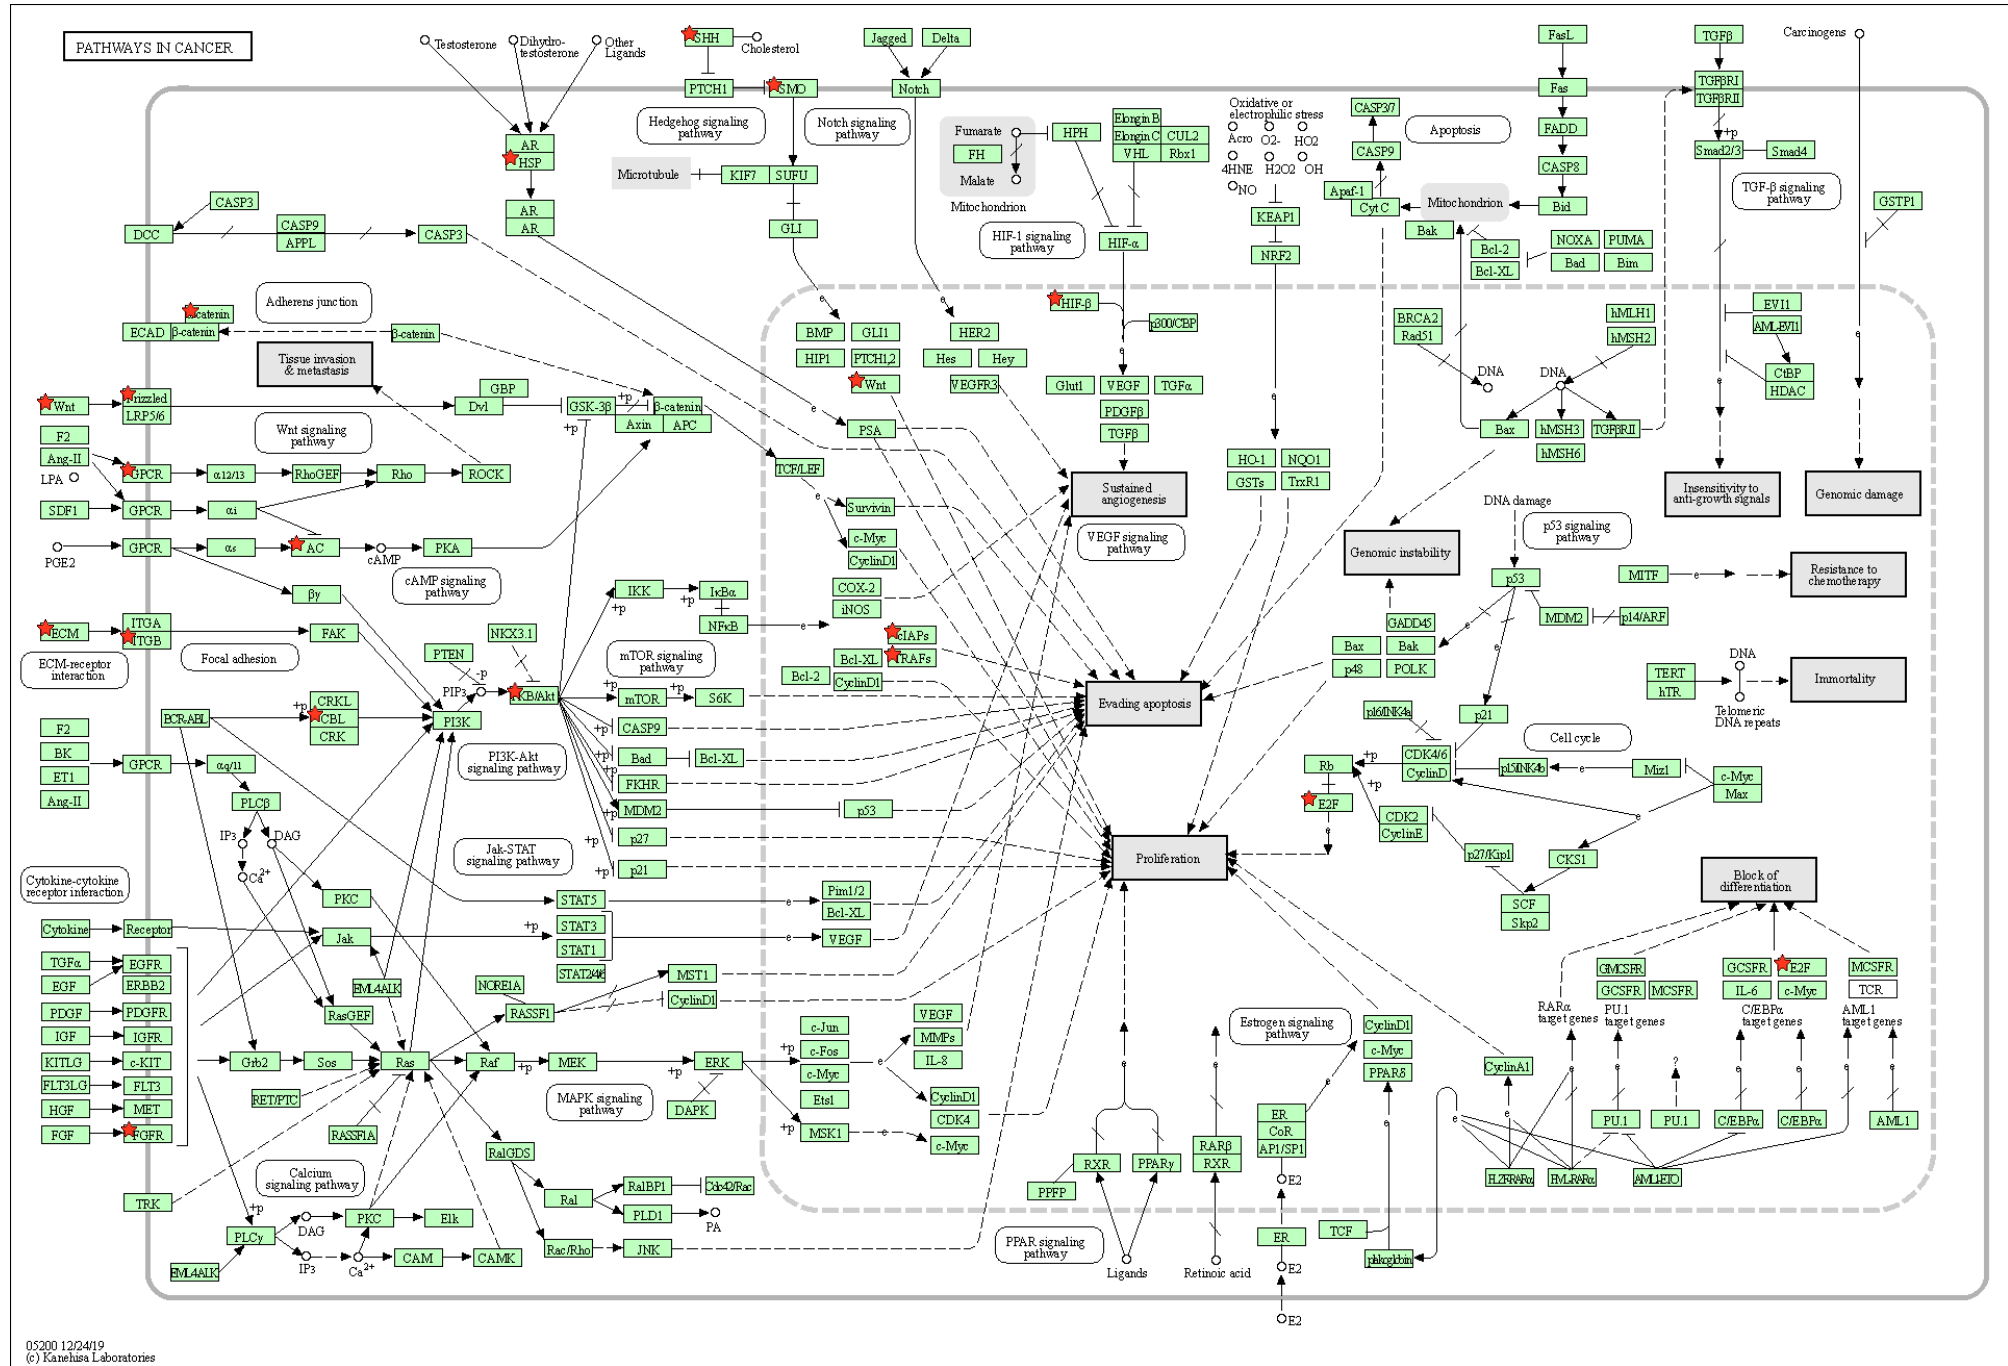 PATHWAYS IN CANCER
Testosterone
Dihydro-
testosterone
Other
Ligands
SHH
Cholesterol
Jagged
Delta
FasL
TGFβ
Carcinogens
PTCH1
SMO
Notch
Fas
TGFβRI
TGFβRII
Hedgehog signaling
pathway
Notch signaling
pathway
Oxidative or
electrophilic stress
CASP3/7
Apoptosis
AR
HSP
Fumarate
FH
Malate
Mitochondrion
HPH
Elongin B
Elongin C
CUL2
VHL
Rbx1
Acro
O2-
HO2
4HNE
H2O2
OH
NO
CASP9
FADD
CASP8
+p
Smad2/3
Smad4
TGF-β signaling
pathway
Microtubule
KIF7
SUFU
Apaf-1
Cyt C
Mitochondrion
Bid
GSTP1
CASP3
DCC
CASP9
APPL
CASP3
AR
AR
GLI
HIF-1 signaling
pathway
HIF-α
KEAP1
NRF2
Bak
Bcl-2
Bcl-XL
NOXA
PUMA
Bad
Bim
Adherens junction
ECAD
β-catenin
β-catenin
e
e
HIF-β
p300/CBP
e
BMP
GLI1
HER2
HIP1
PTCH1,2
Hes
Hey
Wnt
VEGFR3
Glut1
VEGF
TGFα
PDGFβ
TGFβ
BRCA2
Rad51
hMLH1
hMSH2
DNA
DNA
EVI1
AML-EVI1
CtBP
HDAC
e
e
Tissue invasion
& metastasis
Wnt
Frizzled
LRP5/6
GBP
Dvl
GSK-3β
+p
β-catenin
Axin
APC
+p
Wnt signaling
pathway
e
PSA
Bax
hMSH3
TGFβRII
hMSH6
F2
Ang-II
LPA
GPCR
α12/13
RhoGEF
Rho
ROCK
TCF/LEF
e
HO-1
NQO1
GSTs
TrxR1
SDF1
GPCR
αi
Survivin
Sustained
angiogenesis
Insensitivity to
anti-growth signals
Genomic damage
PGE2
GPCR
αs
AC
cAMP
PKA
c-Myc
CyclinD1
VEGF signaling
pathway
Genomic instability
DNA damage
p53 signaling
pathway
cAMP signaling
pathway
βγ
IKK
+p
IκBα
NFκB
e
COX-2
iNOS
p53
MITF
e
Resistance to
chemotherapy
ECM
ITGA
ITGB
FAK
NKX3.1
+p
cIAPs
TRAFs
GADD45
e
MDM2
p14/ARF
ECM-receptor
interaction
Focal adhesion
PTEN
PIP3
-p
PKB/Akt
mTOR signaling
pathway
Bcl-XL
Bcl-2
CyclinD1
Bax
Bak
p48
POLK
TERT
hTR
DNA
Telomeric
DNA repeats
Immortality
BCR-ABL
+p
CRKL
CBL
CRK
PI3K
+p
mTOR
+p
S6K
Evading apoptosis
p16/INK4a
p21
Cell cycle
F2
BK
ET1
Ang-II
GPCR
αq/11
PI3K-Akt
signaling pathway
+p
CASP9
+p
Bad
Bcl-XL
+p
FKHR
Rb
+p
CDK4/6
CyclinD
p15/INK4b
e
Miz1
c-Myc
Max
PLCβ
IP3
DAG
Ca2+
+p
MDM2
p53
E2F
+p
CDK2
CyclinE
e
e
Jak-STAT
signaling pathway
+p
p27
+p
p21
Proliferation
p27/Kip1
CKS1
Block of
differentiation
Cytokine-cytokine
receptor interaction
PKC
STAT5
e
Pim1/2
Bcl-XL
SCF
Skp2
Cytokine
Receptor
Jak
+p
STAT3
STAT1
STAT2/4/6
e
VEGF
TGFα
EGFR
EGF
ERBB2
EML4ALK
NORE1A
MST1
RASSF1
CyclinD1
GMCSFR
GCSFR
E2F
MCSFR
GCSFR
MCSFR
IL-6
c-Myc
TCR
PDGF
PDGFR
RasGEF
IGF
IGFR
c-Jun
c-Fos
c-Myc
Ets1
VEGF
MMPs
IL-8
Estrogen signaling
pathway
CyclinD1
c-Myc
PPARδ
RARα
target genes
PU.1
target genes
C/EBPα
target genes
AML1
target genes
KITLG
c-KIT
Grb2
Sos
Ras
Raf
+p
MEK
+p
ERK
+p
e
CyclinA1
?
FLT3LG
FLT3
RET/PTC
MAPK signaling
pathway
DAPK
CyclinD1
CDK4
HGF
MET
FGF
FGFR
RASSF1A
+p
MSK1
e
c-Myc
e
e
ER
CoR
AP1/SP1
e
e
e
PU.1
PU.1
C/EBPα
C/EBPα
AML1
RalGDS
RXR
PPARγ
RARβ
RXR
E2
PLZF-RARα
PML-RARα
AML1-ETO
Calcium
signaling pathway
TRK
Ral
RalBP1
Cdc42/Rac
PLD1
PA
PPFP
+p
PLCγ
DAG
IP3
PKC
Elk
Ca2+
CAM
CAMK
Rac/Rho
JNK
PPAR signaling
pathway
Ligands
Retinoic acid
ER
E2
TCF
plakoglobin
EML4ALK
E2
05200 12/24/19
(c) Kanehisa Laboratories